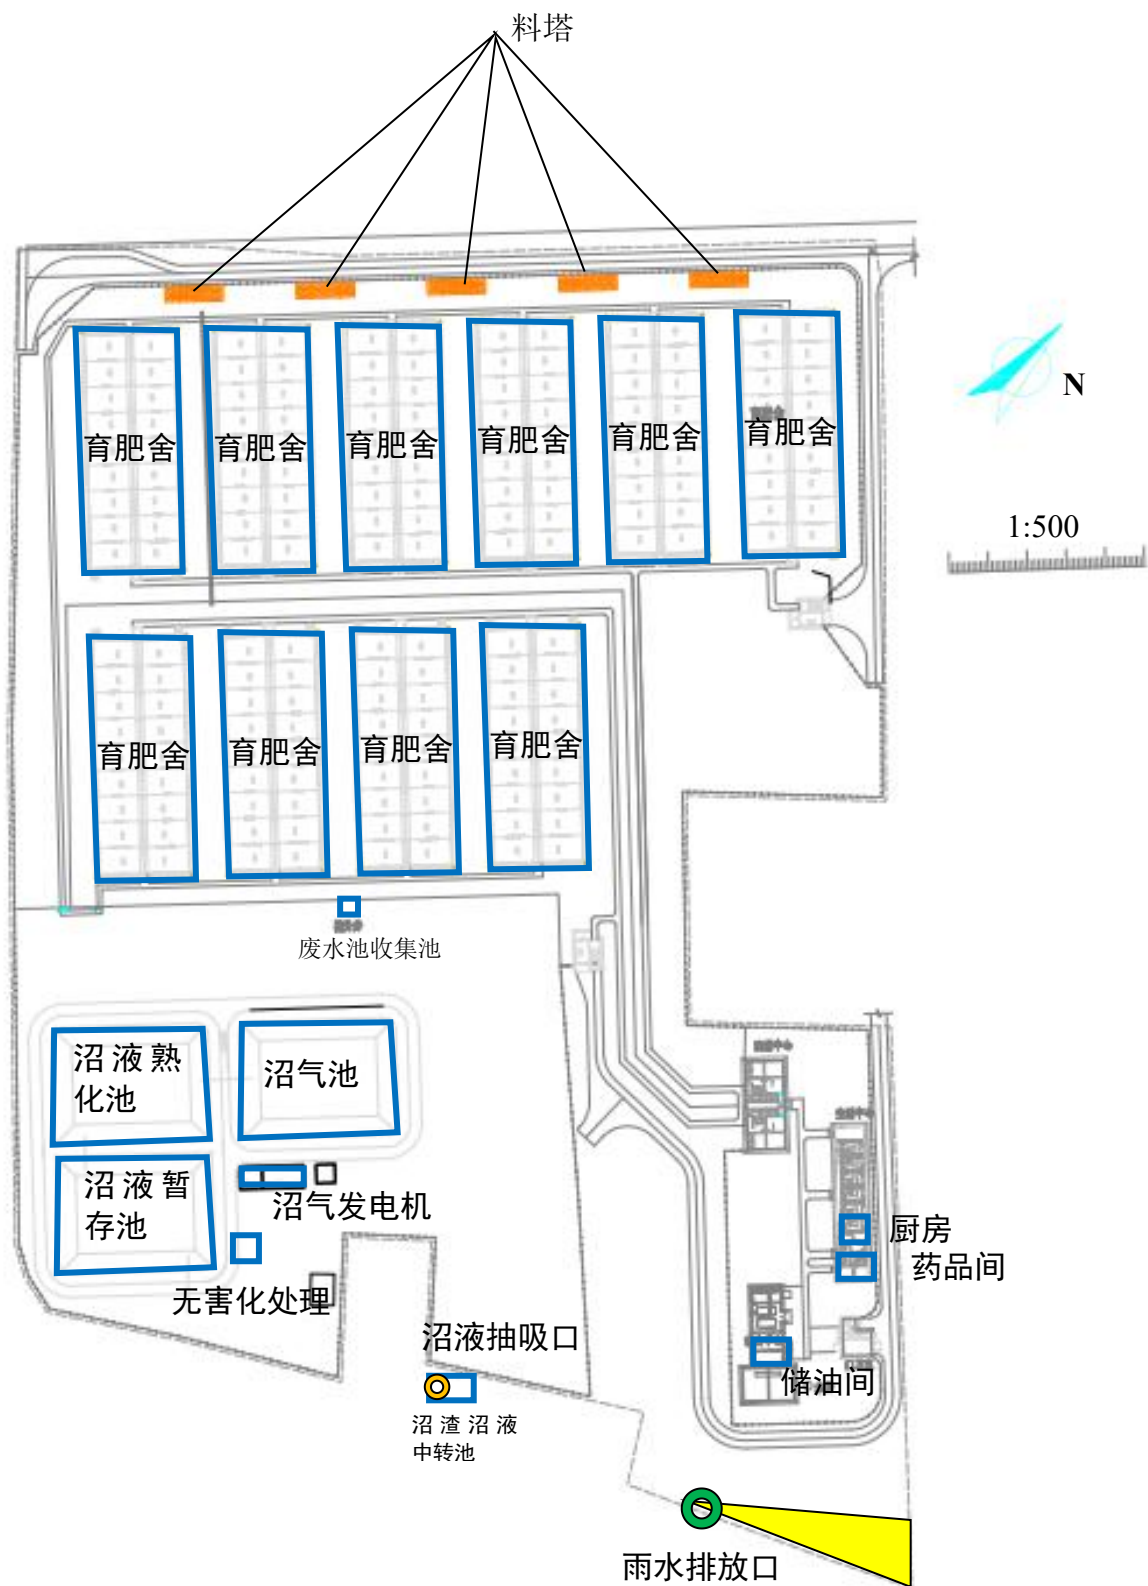 料塔
N
1:500
育肥舍
育肥舍
育肥舍
育肥舍
育肥舍
育肥舍
育肥舍
育肥舍
育肥舍
育肥舍
废水池收集池
沼液熟
化池
沼气池
沼液暂
存池
沼气发电机
无害化处理
厨房
药品间
沼液抽吸口
储油间
沼渣沼液
中转池
雨水排放口